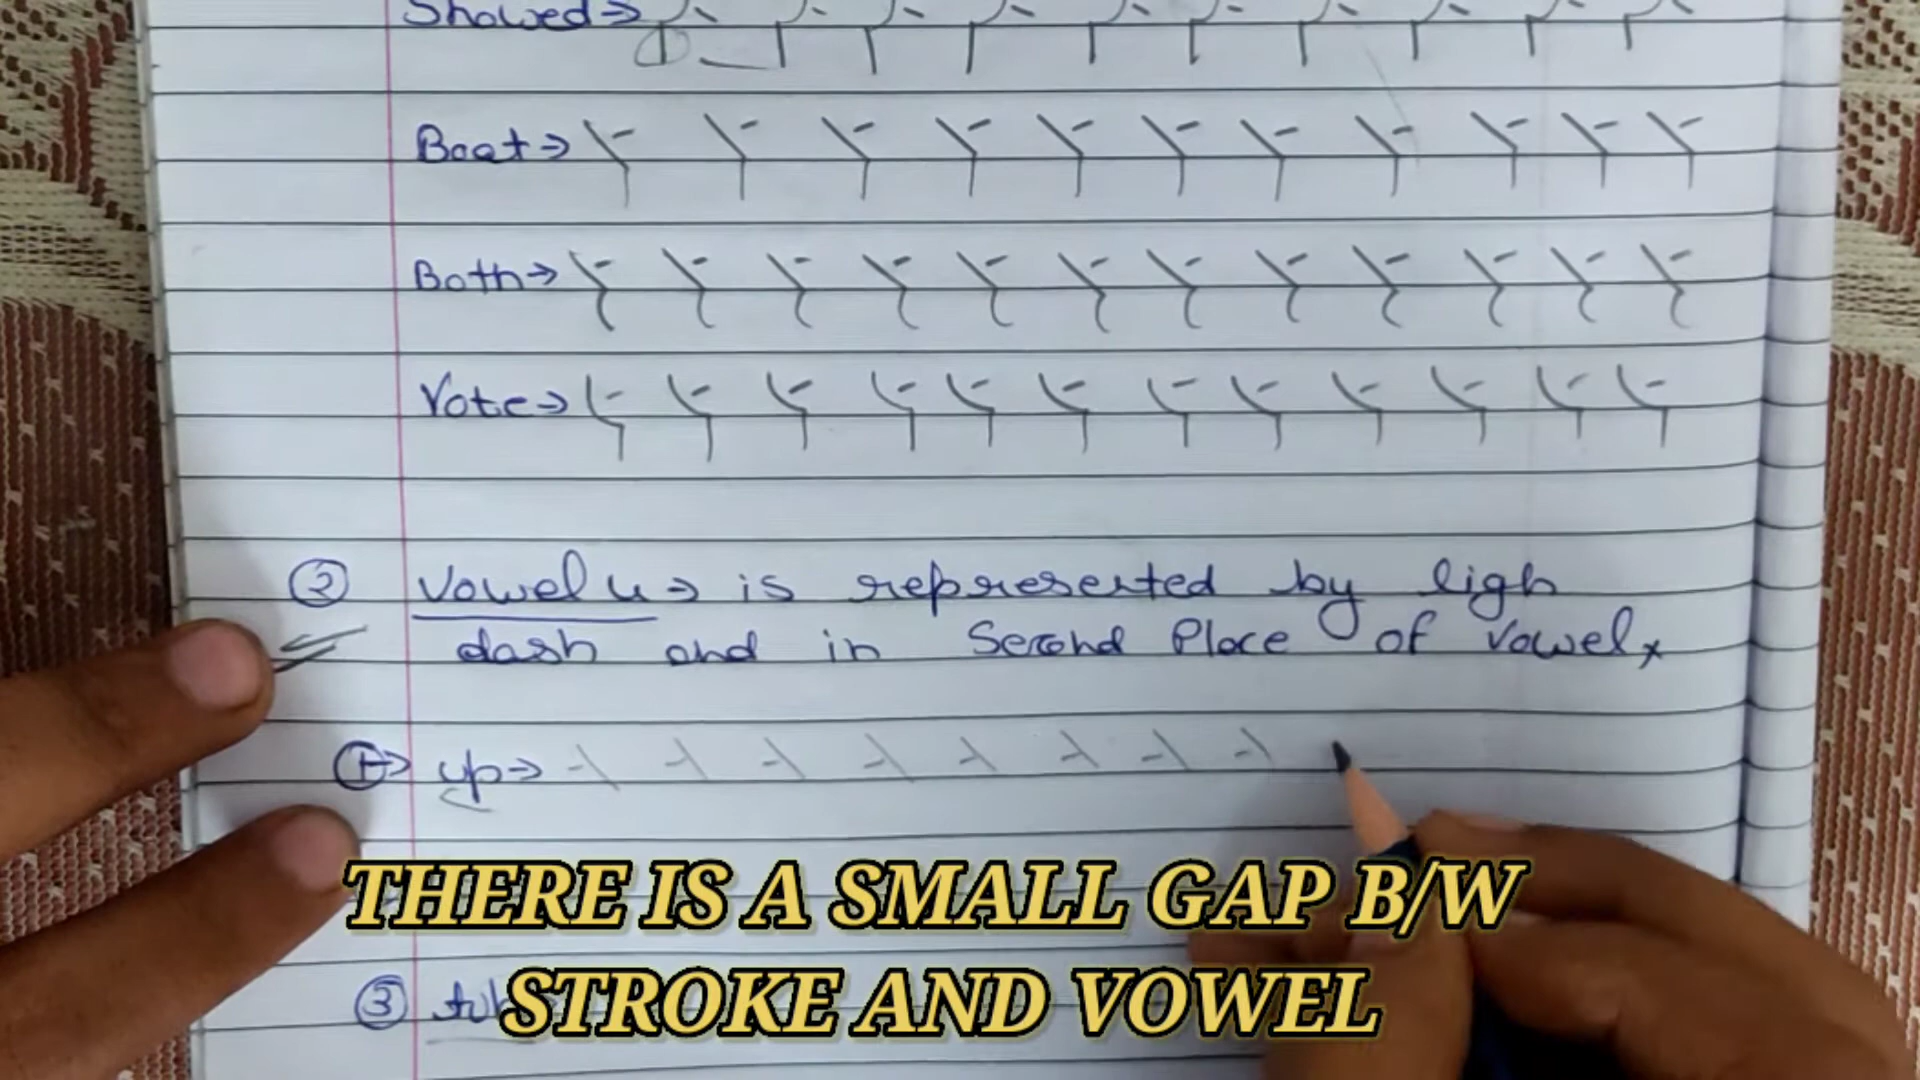 Showed→
Boat→
Both→
Vote→
② Vowel u→ is represented by ligh
dash and in Second Place of Vowel,x
①→ up→
THERE IS A SMALL GAP B/W
③
STROKE AND VOWEL